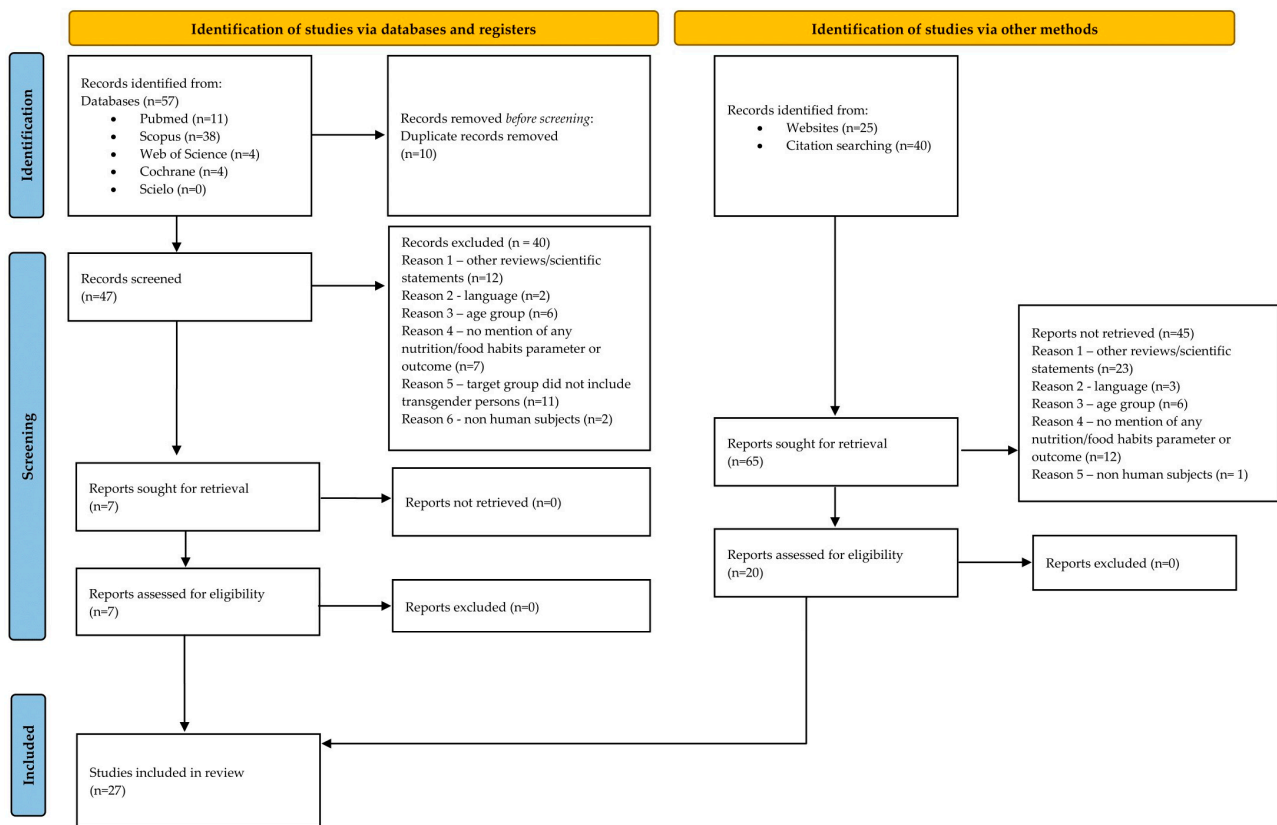 Identification of studies via databases and registers
Identification of studies via other methods
Identification
Records identified from:
Databases (n=57)
• Pubmed (n=11)
• Scopus (n=38)
• Web of Science (n=4)
• Cochrane (n=4)
• Scielo (n=0)
Records removed before screening:
Duplicate records removed
(n=10)
Records identified from:
• Websites (n=25)
• Citation searching (n=40)
Screening
Records screened
(n=47)
Records excluded (n = 40)
Reason 1 – other reviews/scientific
statements (n=12)
Reason 2 - language (n=2)
Reason 3 – age group (n=6)
Reason 4 – no mention of any
nutrition/food habits parameter or
outcome (n=7)
Reason 5 – target group did not include
transgender persons (n=11)
Reason 6 - non human subjects (n=2)
Reports sought for retrieval
(n=7)
Reports not retrieved (n=0)
Reports assessed for eligibility
(n=7)
Reports excluded (n=0)
Reports sought for retrieval
(n=65)
Reports not retrieved (n=45)
Reason 1 – other reviews/scientific
statements (n=23)
Reason 2 - language (n=3)
Reason 3 – age group (n=6)
Reason 4 – no mention of any
nutrition/food habits parameter or
outcome (n=12)
Reason 5 – non human subjects (n= 1)
Reports assessed for eligibility
(n=20)
Reports excluded (n=0)
Included
Studies included in review
(n=27)